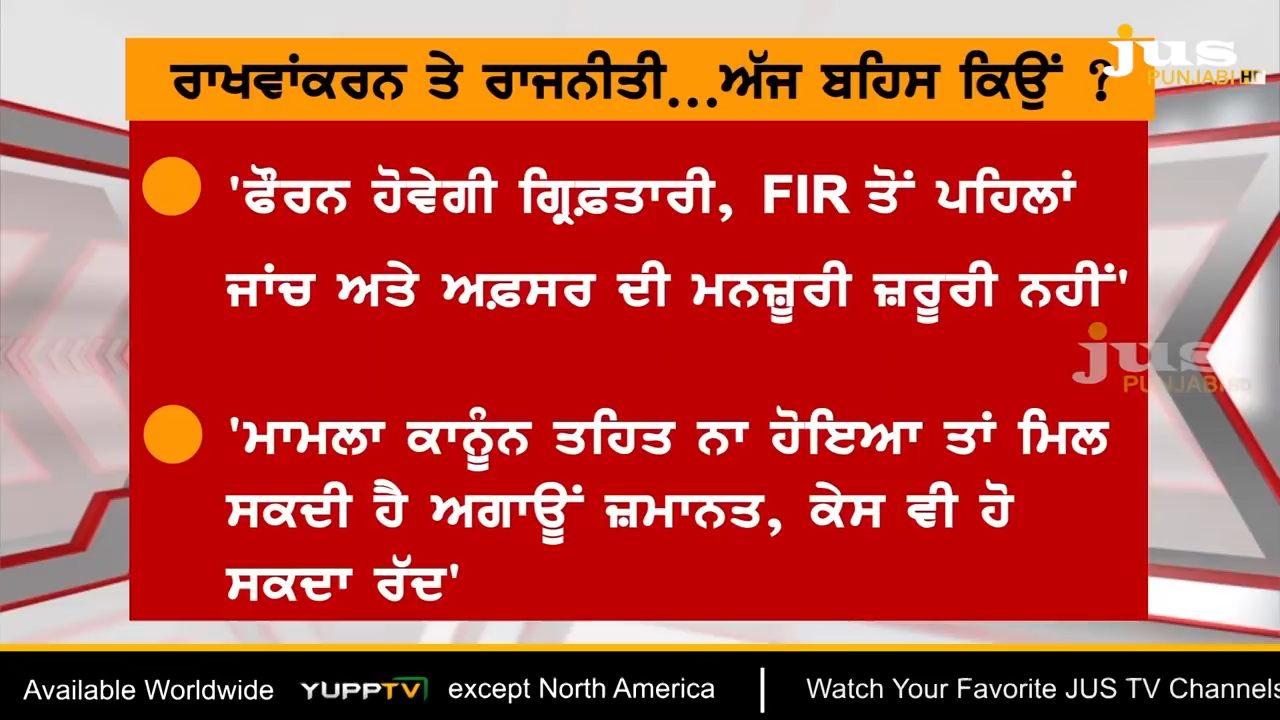 ਰਾਖਵਾਂਕਰਨ ਤੇ ਰਾਜਨੀਤੀ...ਅੱਜ ਬਹਿਸ ਕਿਉਂ ?
jus
PUNJABI HD
'ਫੌਰਨ ਹੋਵੇਗੀ ਗ੍ਰਿਫ਼ਤਾਰੀ, FIR ਤੋਂ ਪਹਿਲਾਂ
ਜਾਂਚ ਅਤੇ ਅਫ਼ਸਰ ਦੀ ਮਨਜ਼ੂਰੀ ਜ਼ਰੂਰੀ ਨਹੀਂ'
jus
PUNJABI HD
'ਮਾਮਲਾ ਕਾਨੂੰਨ ਤਹਿਤ ਨਾ ਹੋਇਆ ਤਾਂ ਮਿਲ
ਸਕਦੀ ਹੈ ਅਗਾਊਂ ਜ਼ਮਾਨਤ, ਕੇਸ ਵੀ ਹੋ
ਸਕਦਾ ਰੱਦ'
Available Worldwide YUPPTV except North America | Watch Your Favorite JUS TV Channels